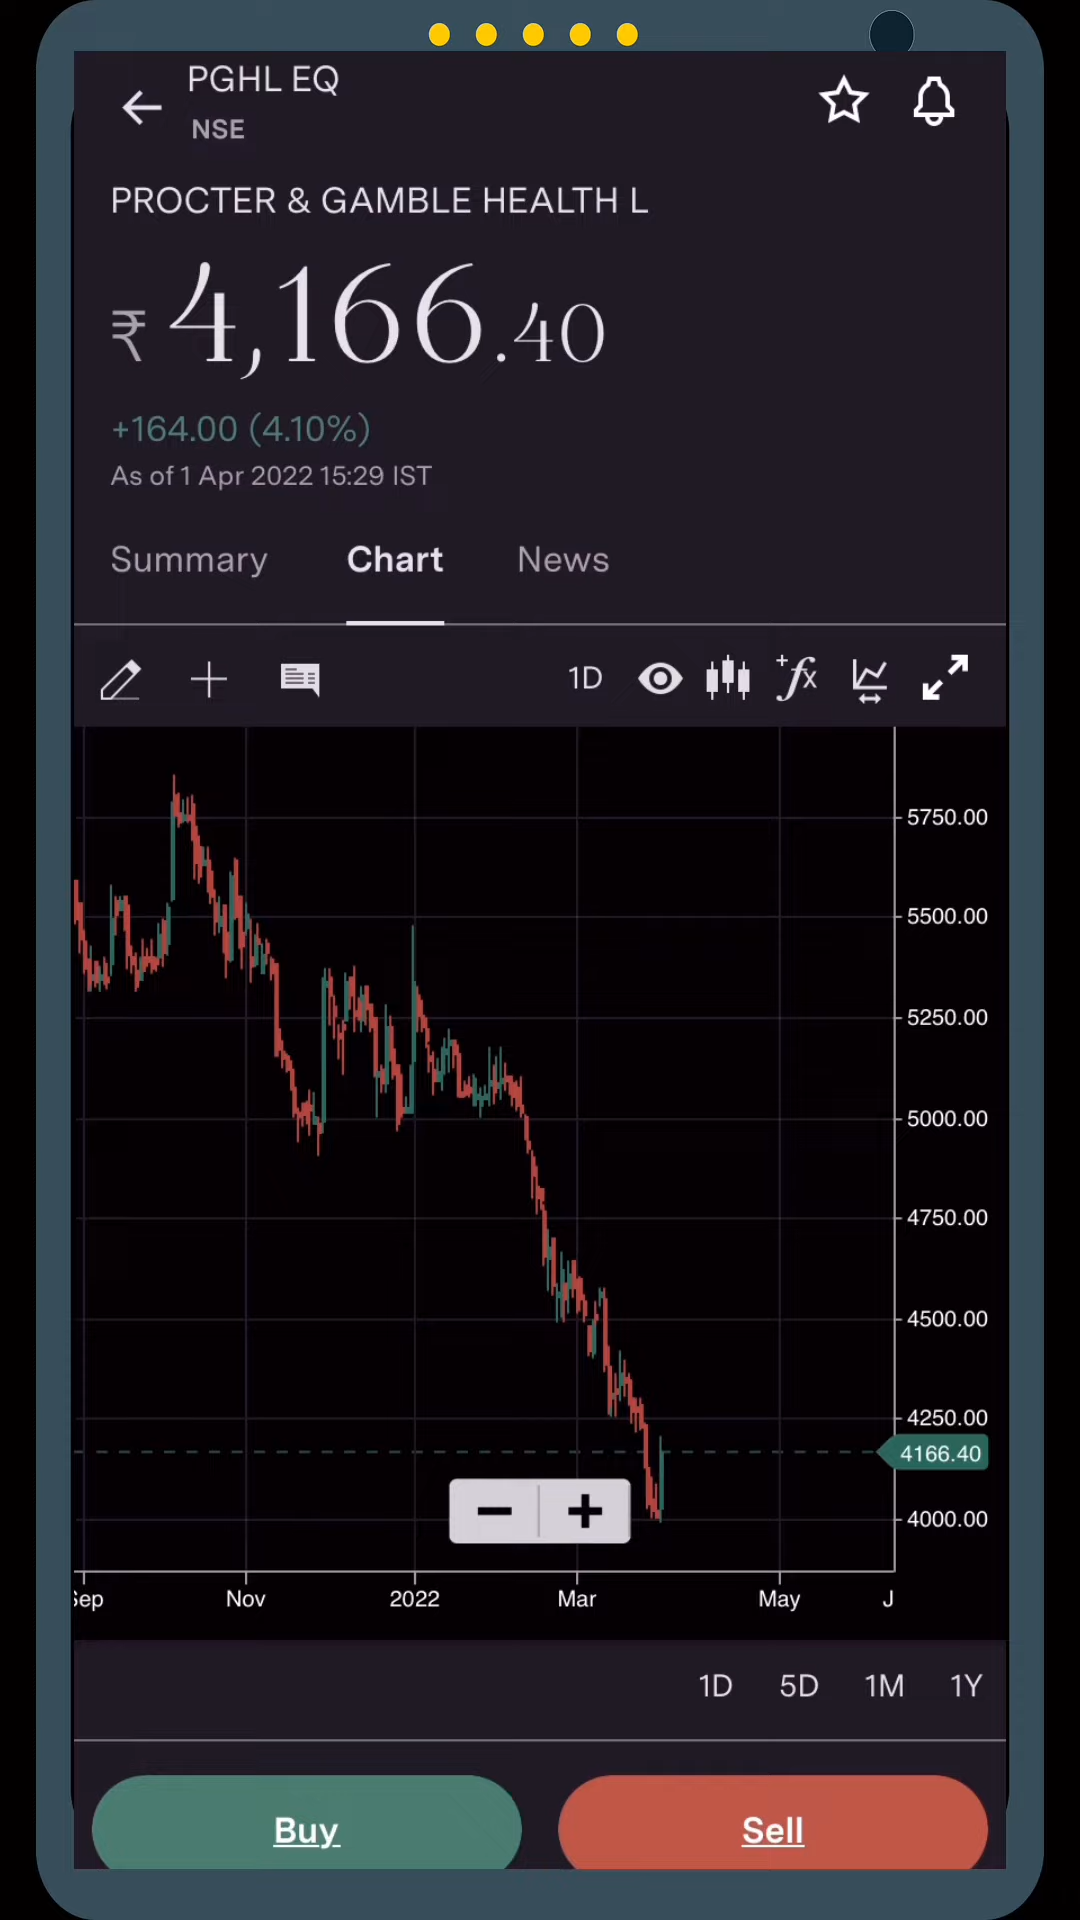 PGHL EQ
NSE
PROCTER & GAMBLE HEALTH L
₹ 4,166.40
+164.00 (4.10%)
As of 1 Apr 2022 15:29 IST
Summary Chart News
1D +fx
5750.00
5500.00
5250.00
5000.00
4750.00
4500.00
4250.00
4166.40
4000.00
Sep Nov 2022 Mar May J
1D 5D 1M 1Y
Buy Sell